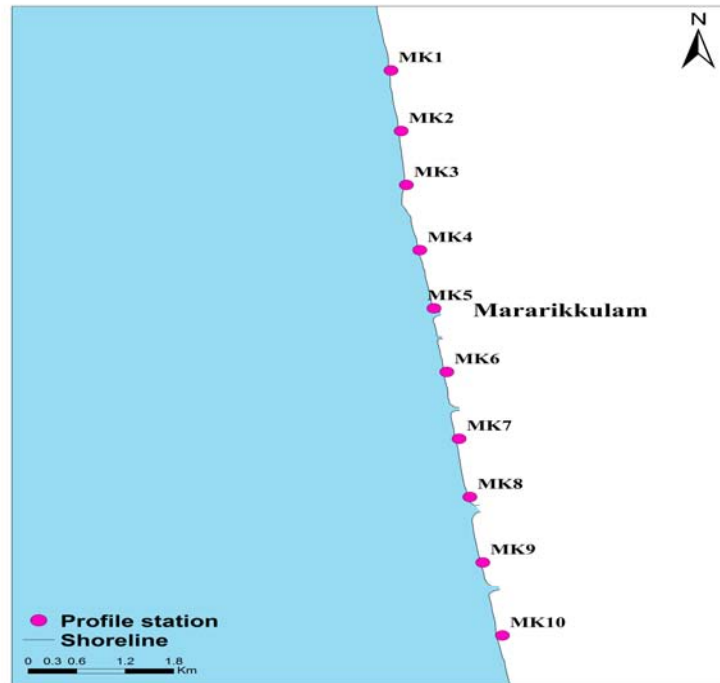 N
MK1
MK2
MK3
MK4
MK5
Mararikkulam
MK6
MK7
MK8
MK9
MK10
Profile station
Shoreline
0 0.3 0.6 1.2 1.8
Km